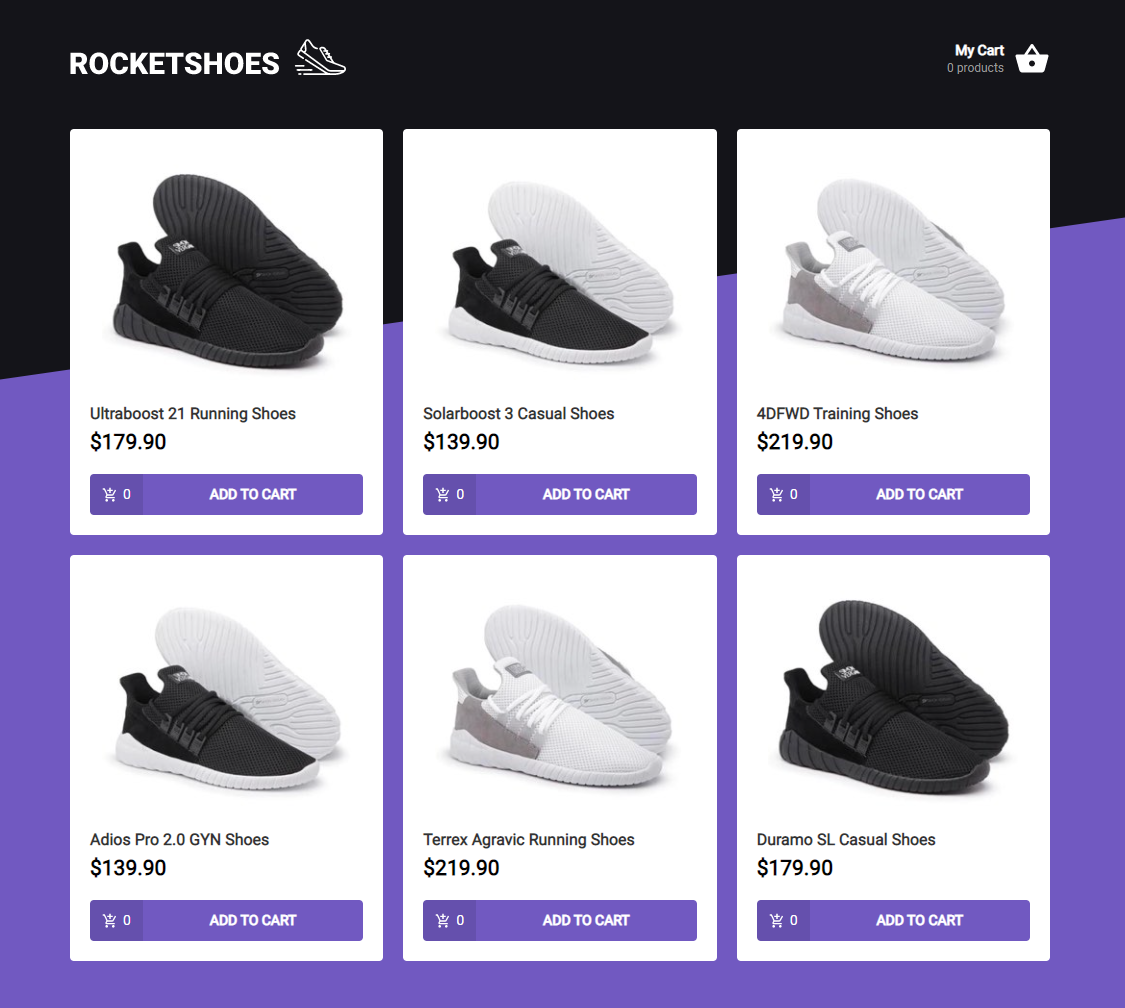 ROCKETSHOES
My Cart
0 products
Ultraboost 21 Running Shoes
$179.90
0 ADD TO CART
Solarboost 3 Casual Shoes
$139.90
0 ADD TO CART
4DFWD Training Shoes
$219.90
0 ADD TO CART
Adios Pro 2.0 GYN Shoes
$139.90
0 ADD TO CART
Terrex Agravic Running Shoes
$219.90
0 ADD TO CART
Duramo SL Casual Shoes
$179.90
0 ADD TO CART